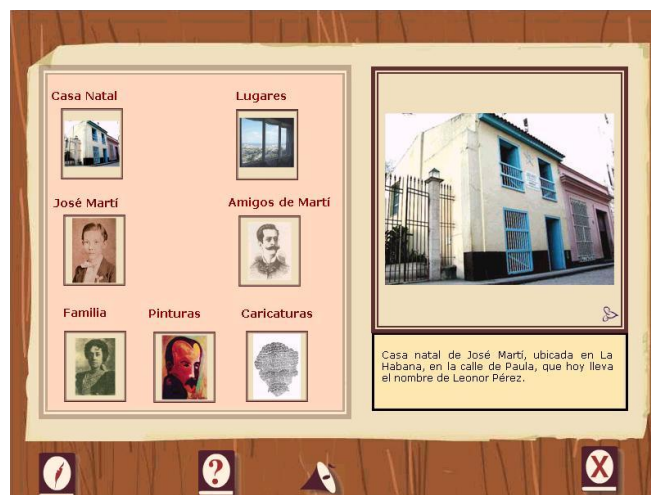 Casa Natal
Lugares
José Martí
Amigos de Martí
Familia
Pinturas
Caricaturas
Casa natal de José Martí, ubicada en La
Habana, en la calle de Paula, que hoy lleva
el nombre de Leonor Pérez.
?
X